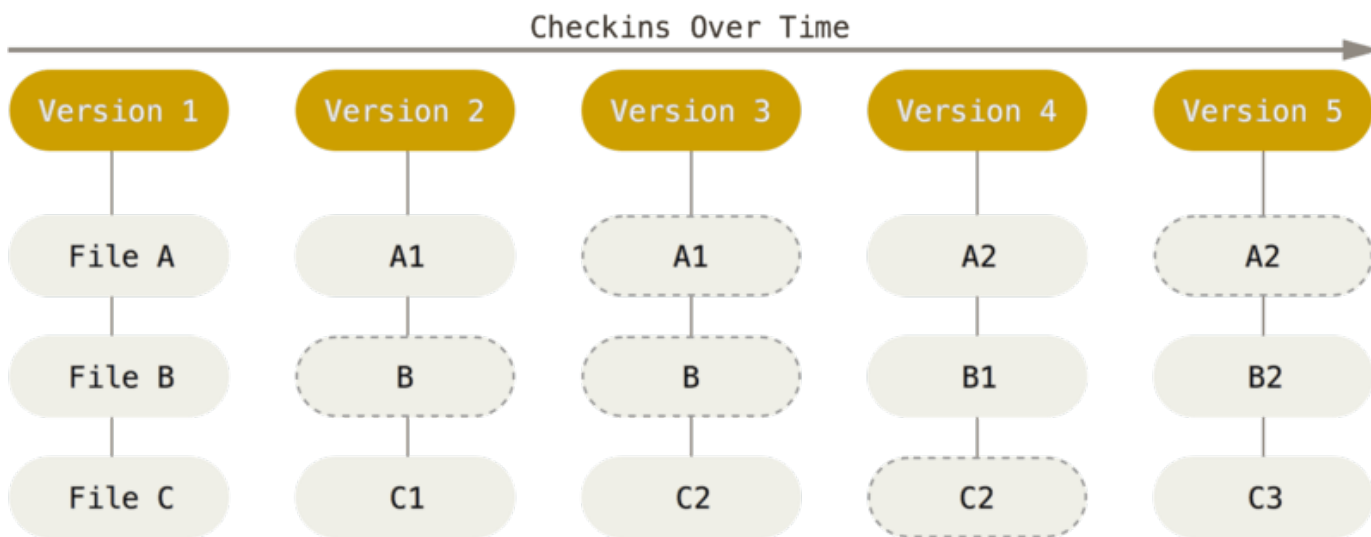 Checkins Over Time
Version 1 Version 2 Version 3 Version 4 Version 5
File A A1 A1 A2 A2
File B B B B1 B2
File C C1 C2 C2 C3